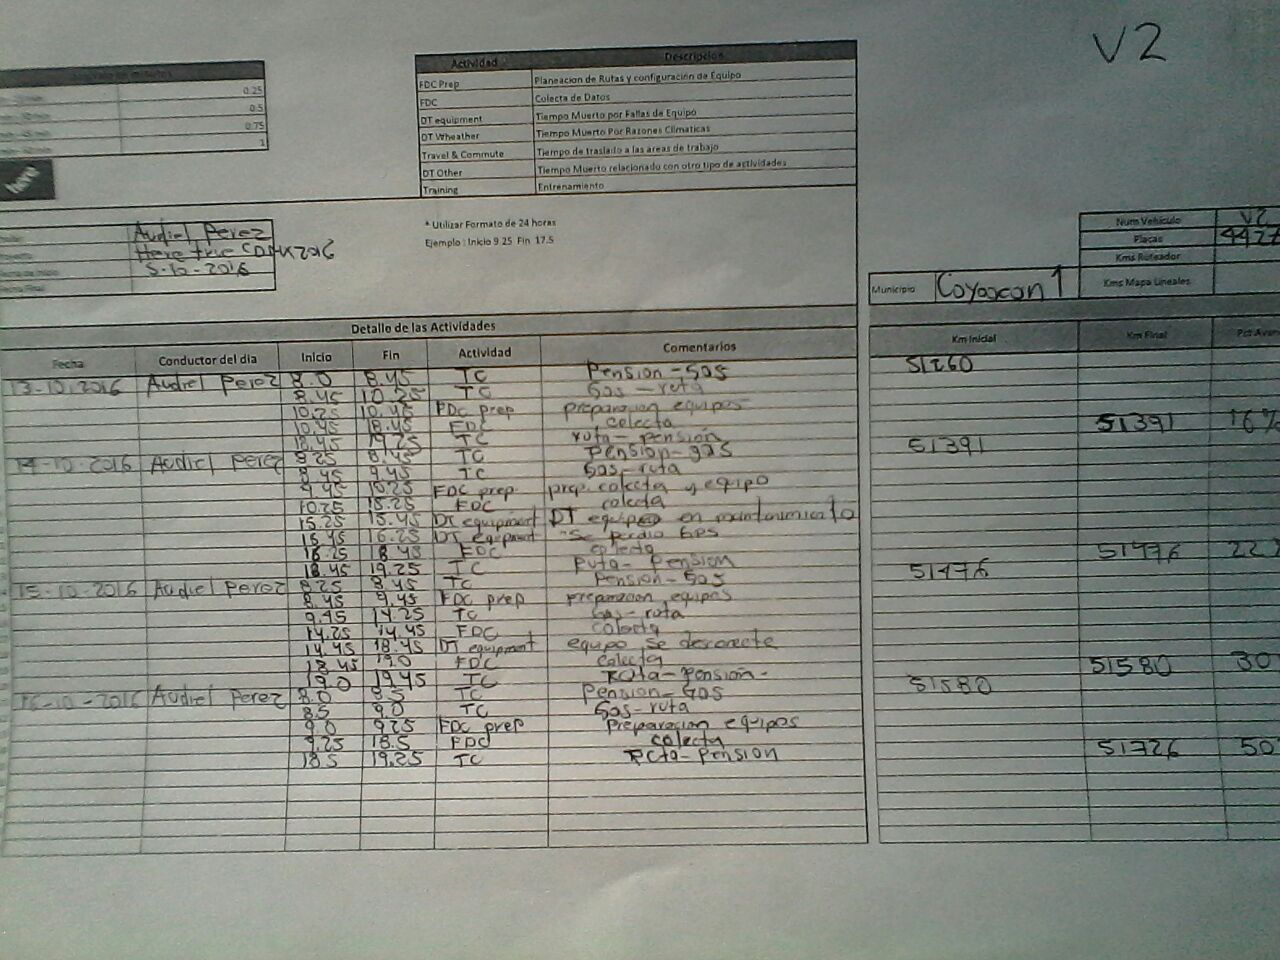 V2
0.25
0.5
0.75
1
Actividad Descripcion
FDC Prep Planeacion de Rutas y configuración de Equipo
FDC Colecta de Datos
DT equipment Tiempo Muerto por Fallas de Equipo
DT Wheather Tiempo Muerto Por Razones Climaticas
Travel & Commute Tiempo de traslado a las áreas de trabajo
DT Other Tiempo Muerto relacionado con otro tipo de actividades
Training Entrenamiento
here
* Utilizar Formato de 24 horas
Ejemplo : Inicio 9.25 Fin 17.5
Audiel Perez
Here true 2016
5-10-2016
Num Vehiculo V2
Placas 442
Kms Ruteador
Kms Mapa Lineales
Municipio Coyoacan 1
Detalle de las Actividades
Fecha Conductor del dia Inicio Fin Actividad Comentarios Km Inicial Km Final Pct
13-10-2016 Audiel Perez 8.0 8.45 TC Pension-gas 51260
8.45 10.25 TC Gas-ruta
10.25 10.45 FDC prep preparacion equipos
10.45 18.45 FDC colecta 51391 16%
18.45 19.25 TC ruta-pensión 51391
14-10-2016 Audiel Perez 8.25 8.45 TC Pension-gas
8.45 9.45 TC Gas-ruta
9.45 10.25 FDC prep prep. colecta y equipo
10.25 15.25 FDC colecta
15.25 15.45 DT equipment DT equipo en mantenimiento
15.45 16.25 DT equipment "Se perdio GPS
16.25 18.45 FDC colecta 51476 22
18.45 19.25 TC Ruta-Pension 51476
15-10-2016 Audiel Perez 8.25 8.45 TC Pension-gas
8.45 9.45 FDC prep preparacion equipos
9.45 14.25 TC Gas-ruta
14.25 14.45 FDC colecta
14.45 18.45 DT equipment equipo se desconecte
18.45 19.0 FDC colecta 51580 30
19.0 19.45 TC Ruta-Pension- 51580
16-10-2016 Audiel Perez 8.0 8.5 TC Pension-Gas
8.5 9.0 TC Gas-ruta
9.0 9.25 FDC prep Preparacion equipos
9.25 18.5 FDC colecta 51726 50
18.5 19.25 TC Rcta-Pension